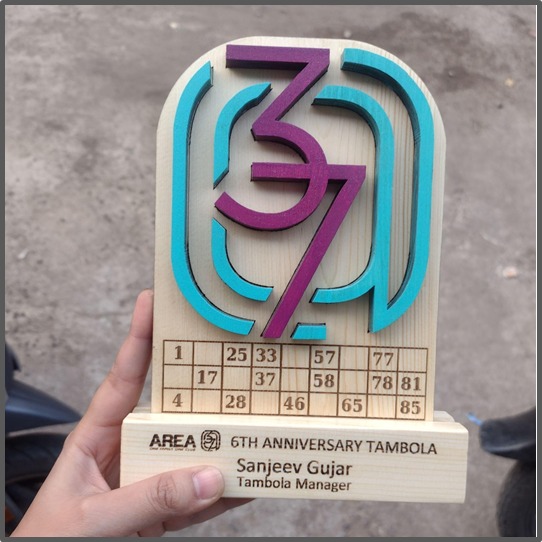 37
1 25 33 57 77
17 37 58 78 81
4 28 46 65 85
AREA 37 6TH ANNIVERSARY TAMBOLA
Sanjeev Gujar
Tambola Manager